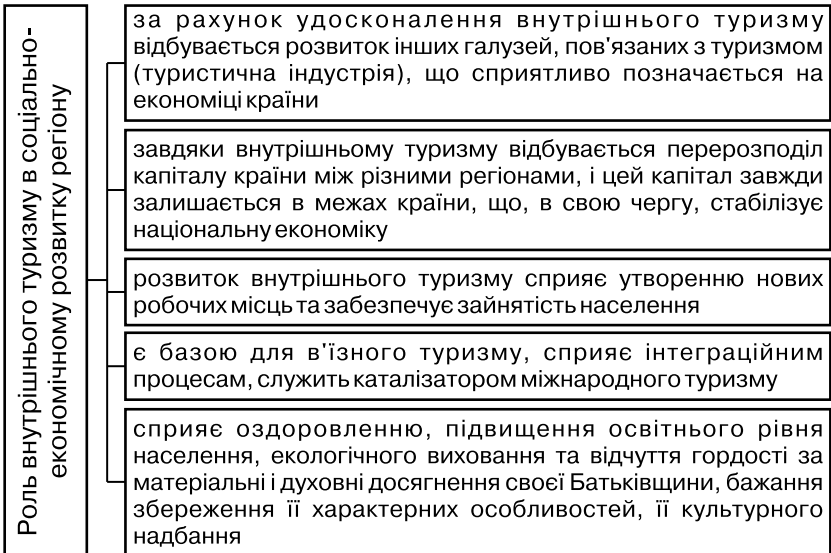 Роль внутрішнього туризму в соціально-
економічному розвитку регіону
за рахунок удосконалення внутрішнього туризму
відбувається розвиток інших галузей, пов'язаних з туризмом
(туристична індустрія), що сприятливо позначається на
економіці країни
завдяки внутрішньому туризму відбувається перерозподіл
капіталу країни між різними регіонами, і цей капітал завжди
залишається в межах країни, що, в свою чергу, стабілізує
національну економіку
розвиток внутрішнього туризму сприяє утворенню нових
робочих місць та забезпечує зайнятість населення
є базою для в'їзного туризму, сприяє інтеграційним
процесам, служить каталізатором міжнародного туризму
сприяє оздоровленню, підвищення освітнього рівня
населення, екологічного виховання та відчуття гордості за
матеріальні і духовні досягнення своєї Батьківщини, бажання
збереження її характерних особливостей, її культурного
надбання